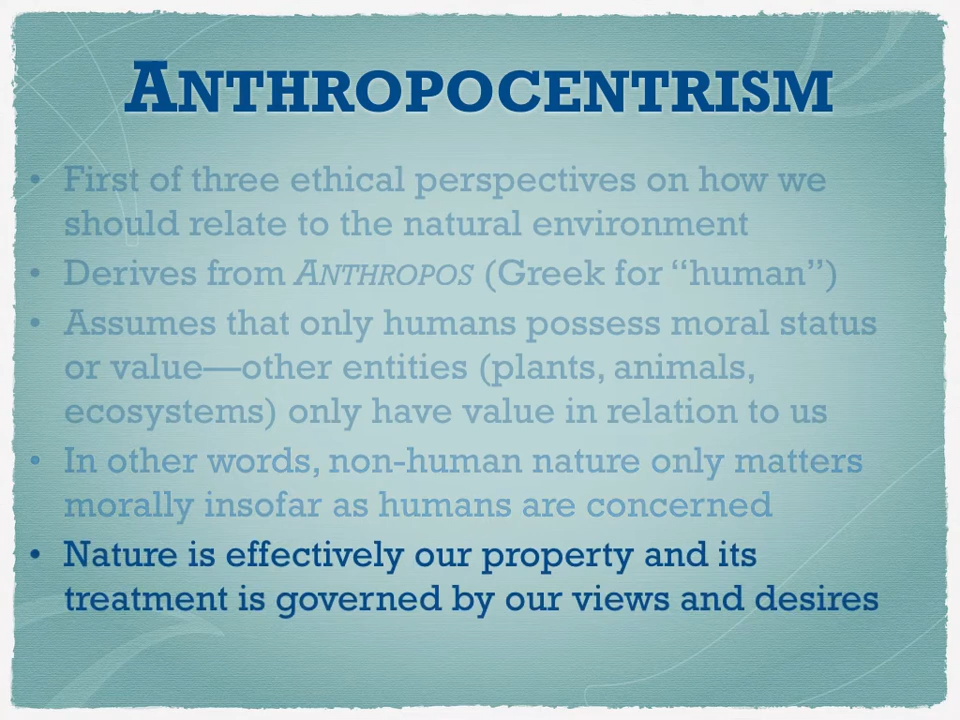 ANTHROPOCENTRISM
• First of three ethical perspectives on how we
should relate to the natural environment
• Derives from ANTHROPOS (Greek for “human”)
• Assumes that only humans possess moral status
or value—other entities (plants, animals,
ecosystems) only have value in relation to us
• In other words, non-human nature only matters
morally insofar as humans are concerned
• Nature is effectively our property and its
treatment is governed by our views and desires